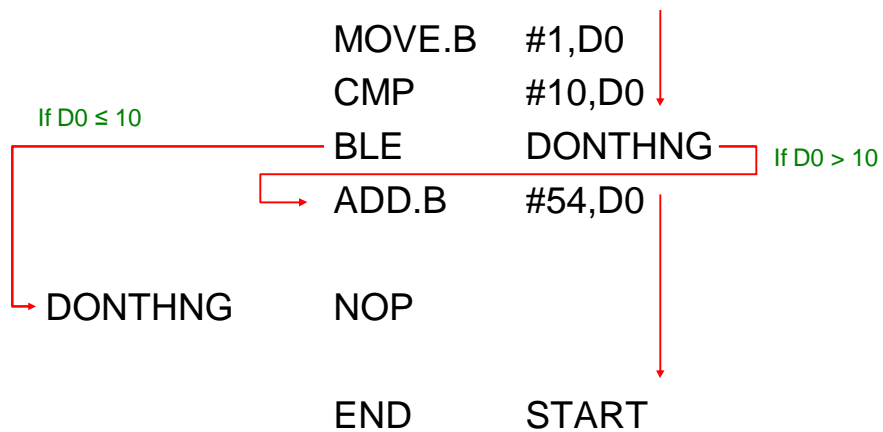 MOVE.B #1,D0
CMP #10,D0
If D0 ≤ 10
BLE DONTHNG
If D0 > 10
ADD.B #54,D0
DONTHNG NOP
END START